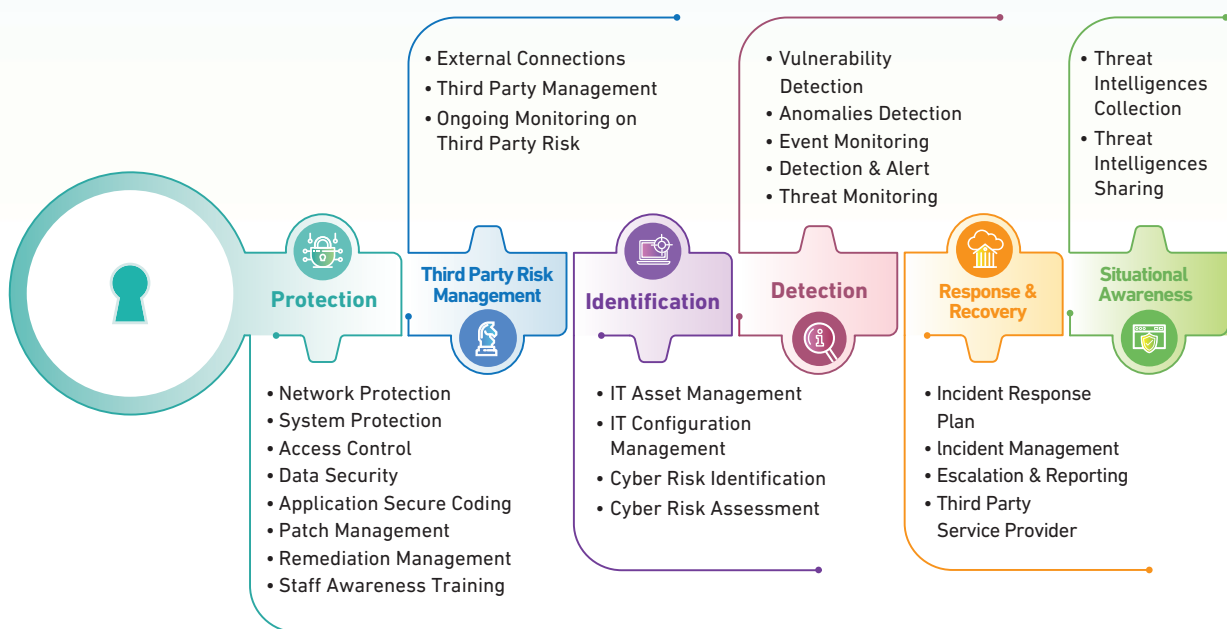 • External Connections
• Third Party Management
• Ongoing Monitoring on
Third Party Risk
• Vulnerability
Detection
• Anomalies Detection
• Event Monitoring
• Detection & Alert
• Threat Monitoring
• Threat
Intelligences
Collection
• Threat
Intelligences
Sharing
Protection
Third Party Risk
Management
Identification
Detection
Response &
Recovery
Situational
Awareness
• Network Protection
• System Protection
• Access Control
• Data Security
• Application Secure Coding
• Patch Management
• Remediation Management
• Staff Awareness Training
• IT Asset Management
• IT Configuration
Management
• Cyber Risk Identification
• Cyber Risk Assessment
• Incident Response
Plan
• Incident Management
• Escalation & Reporting
• Third Party
Service Provider